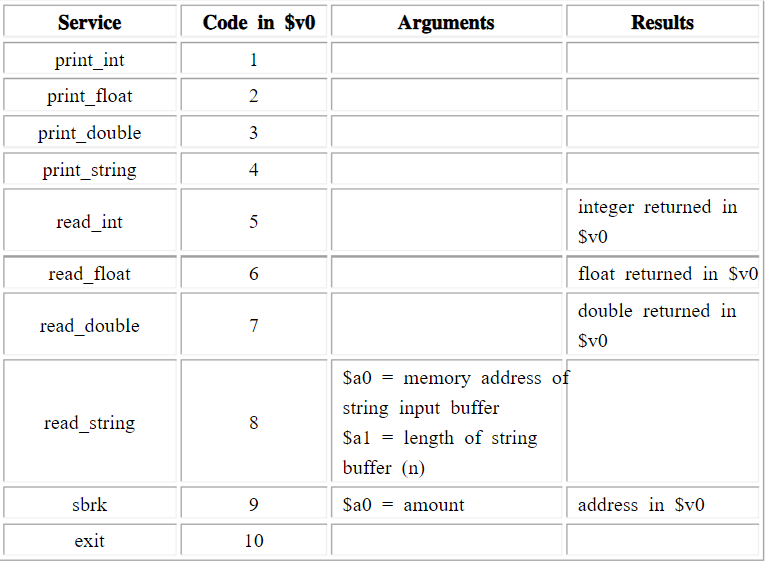 Service Code in $v0 Arguments Results
print_int 1
print_float 2
print_double 3
print_string 4
read_int 5 integer returned in
$v0
read_float 6 float returned in $v0
read_double 7 double returned in
$v0
read_string 8 $a0 = memory address of
string input buffer
$a1 = length of string
buffer (n)
sbrk 9 $a0 = amount address in $v0
exit 10